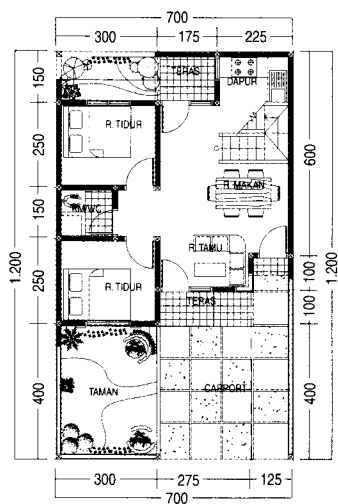 700
300 175 225
150
TERAS
DAPUR
250
R. TIDUR
600
150
KM/WC
R. MAKAN
1.200
1.200
R. TAMU
250
R. TIDUR
100
TERAS
100
400
TAMAN
CARPORT
400
300 275 125
700